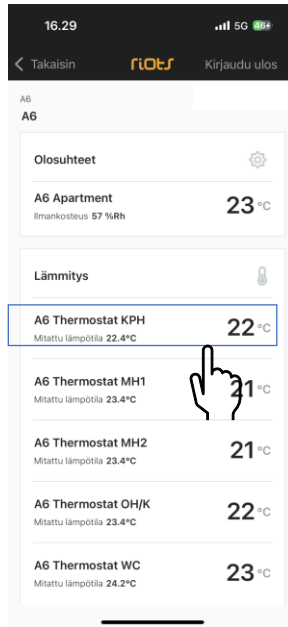 16.29
5G 46
Takaisin riots Kirjaudu ulos
A6
A6
Olosuhteet
A6 Apartment 23 °C
Ilmankosteus 57 %Rh
Lämmitys
A6 Thermostat KPH 22 °C
Mitattu lämpötila 22.4°C
A6 Thermostat MH1 21 °C
Mitattu lämpötila 23.4°C
A6 Thermostat MH2 21 °C
Mitattu lämpötila 23.4°C
A6 Thermostat OH/K 22 °C
Mitattu lämpötila 23.4°C
A6 Thermostat WC 23 °C
Mitattu lämpötila 24.2°C